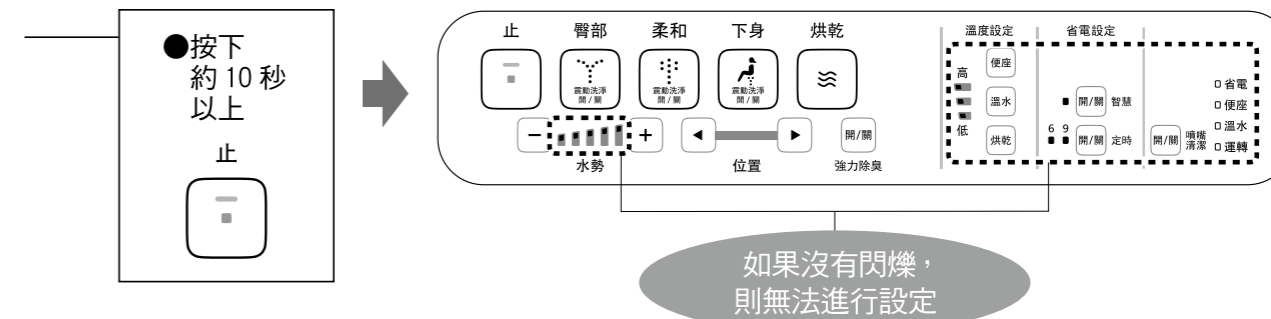 ●按下
約 10 秒
以上
止
止 臀部 柔和 下身 烘乾
震動洗淨
開 / 關
震動洗淨
開 / 關
震動洗淨
開 / 關
− +
水勢
◀ ▶
位置
開/關
強力除臭
溫度設定
高
低
便座
溫水
烘乾
省電設定
開/關 智慧
6 9
開/關 定時
開/關 噴嘴
清潔
省電
便座
溫水
運轉
如果沒有閃爍，
則無法進行設定